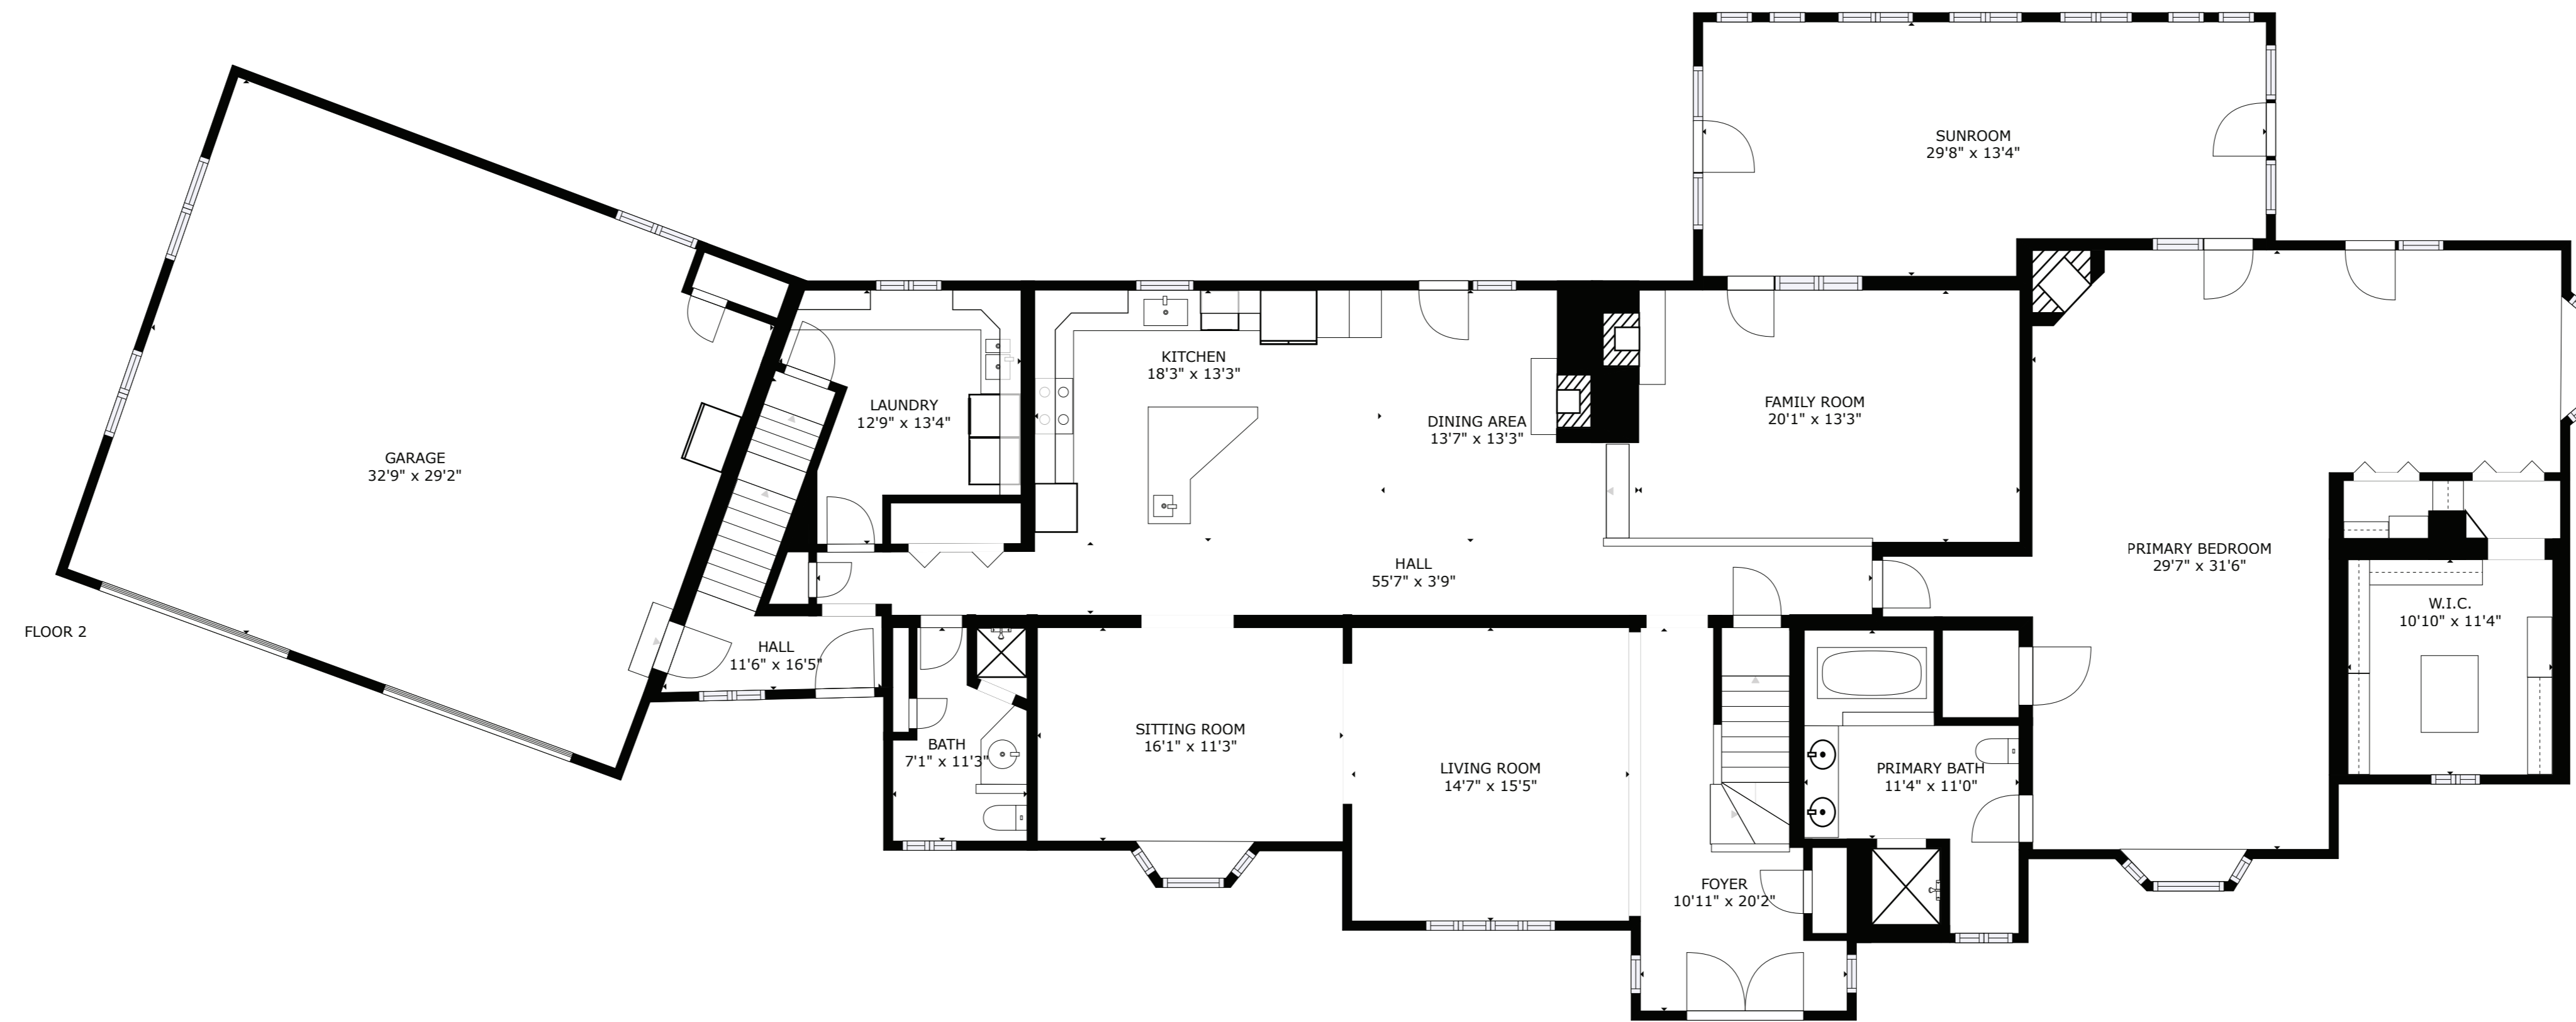 SUNROOM
29'8" x 13'4"
KITCHEN
18'3" x 13'3"
LAUNDRY
12'9" x 13'4"
DINING AREA
13'7" x 13'3"
FAMILY ROOM
20'1" x 13'3"
GARAGE
32'9" x 29'2"
HALL
55'7" x 3'9"
PRIMARY BEDROOM
29'7" x 31'6"
W.I.C.
10'10" x 11'4"
FLOOR 2
HALL
11'6" x 16'5"
BATH
7'1" x 11'3"
SITTING ROOM
16'1" x 11'3"
LIVING ROOM
14'7" x 15'5"
PRIMARY BATH
11'4" x 11'0"
FOYER
10'11" x 20'2"